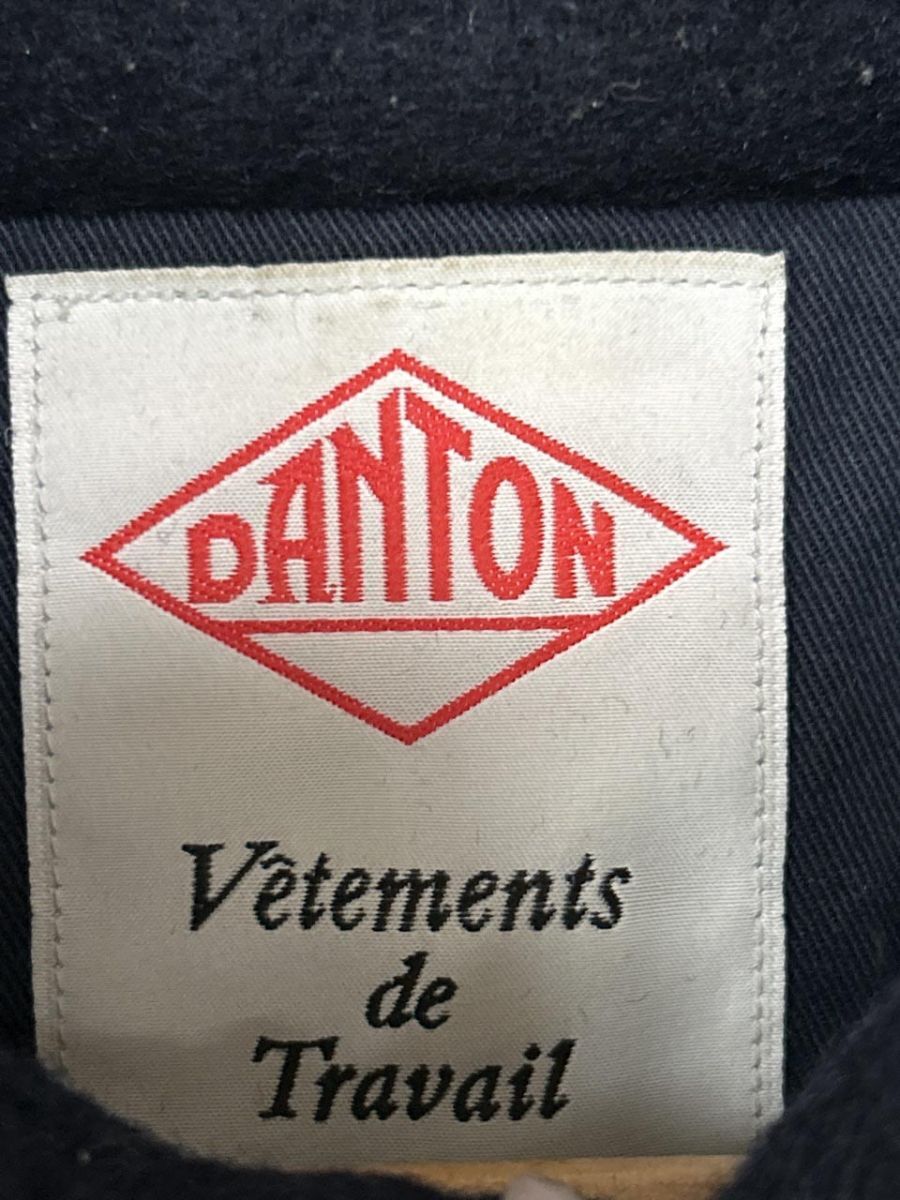 DANTON
Vêtements
de
Travail